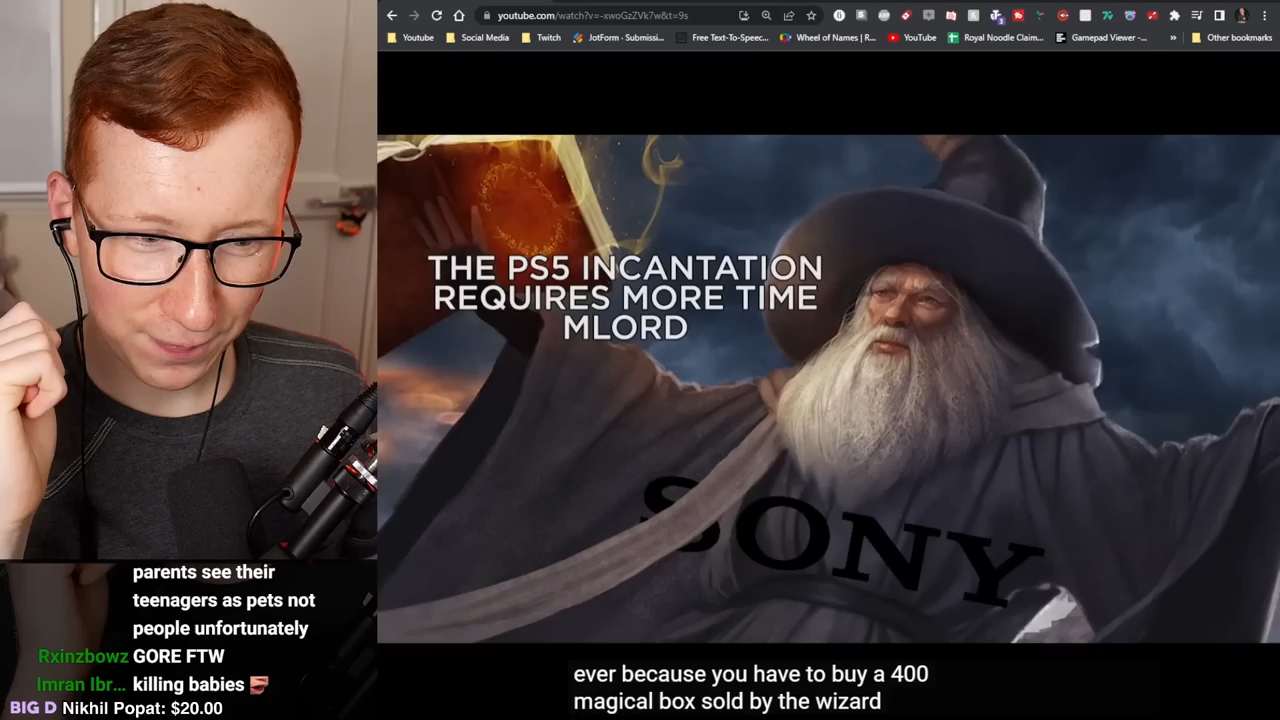 youtube.com/watch?v=-xwoGzZVk7w&t=9s
Youtube Social Media Twitch JotForm · Submissi... Free Text-To-Speec... Wheel of Names | R... YouTube Royal Noodle Claim... Gamepad Viewer -... » Other bookmarks
THE PS5 INCANTATION
REQUIRES MORE TIME
MLORD
SONY
parents see their
teenagers as pets not
people unfortunately
Rxinzbowz GORE FTW
Imran Ibr... killing babies
BIG D Nikhil Popat: $20.00
ever because you have to buy a 400
magical box sold by the wizard